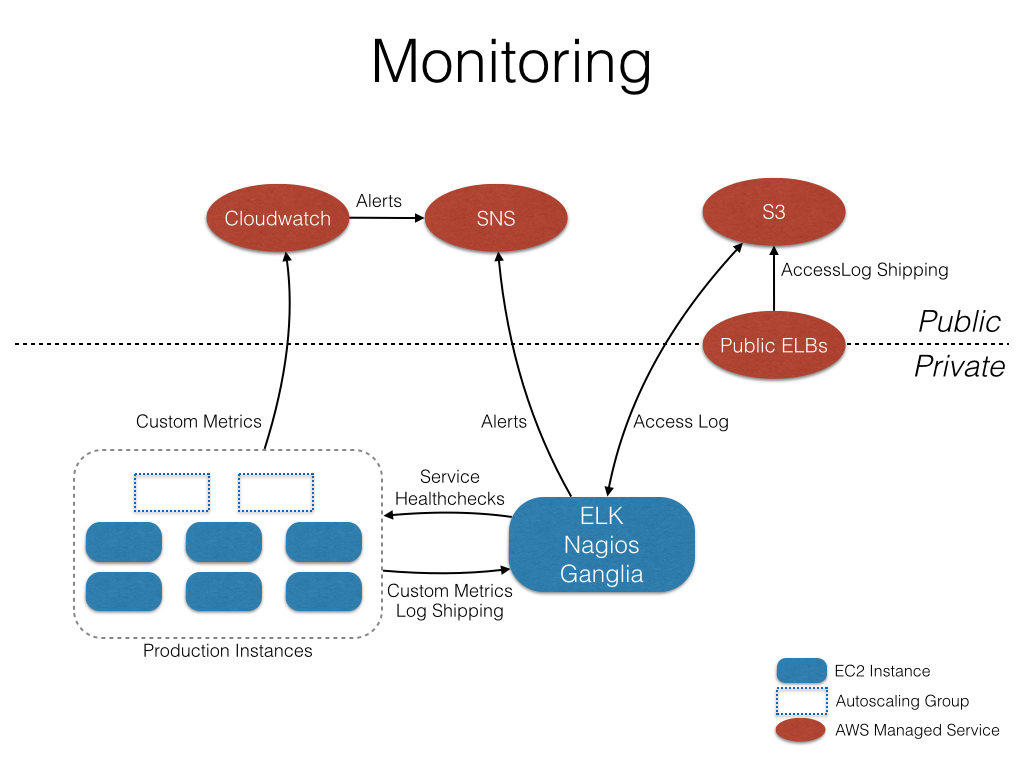 Monitoring
Cloudwatch
Alerts
SNS
S3
AccessLog Shipping
Public
Public ELBs
Private
Custom Metrics
Alerts
Access Log
Service
Healthchecks
ELK
Nagios
Ganglia
Custom Metrics
Log Shipping
Production Instances
EC2 Instance
Autoscaling Group
AWS Managed Service